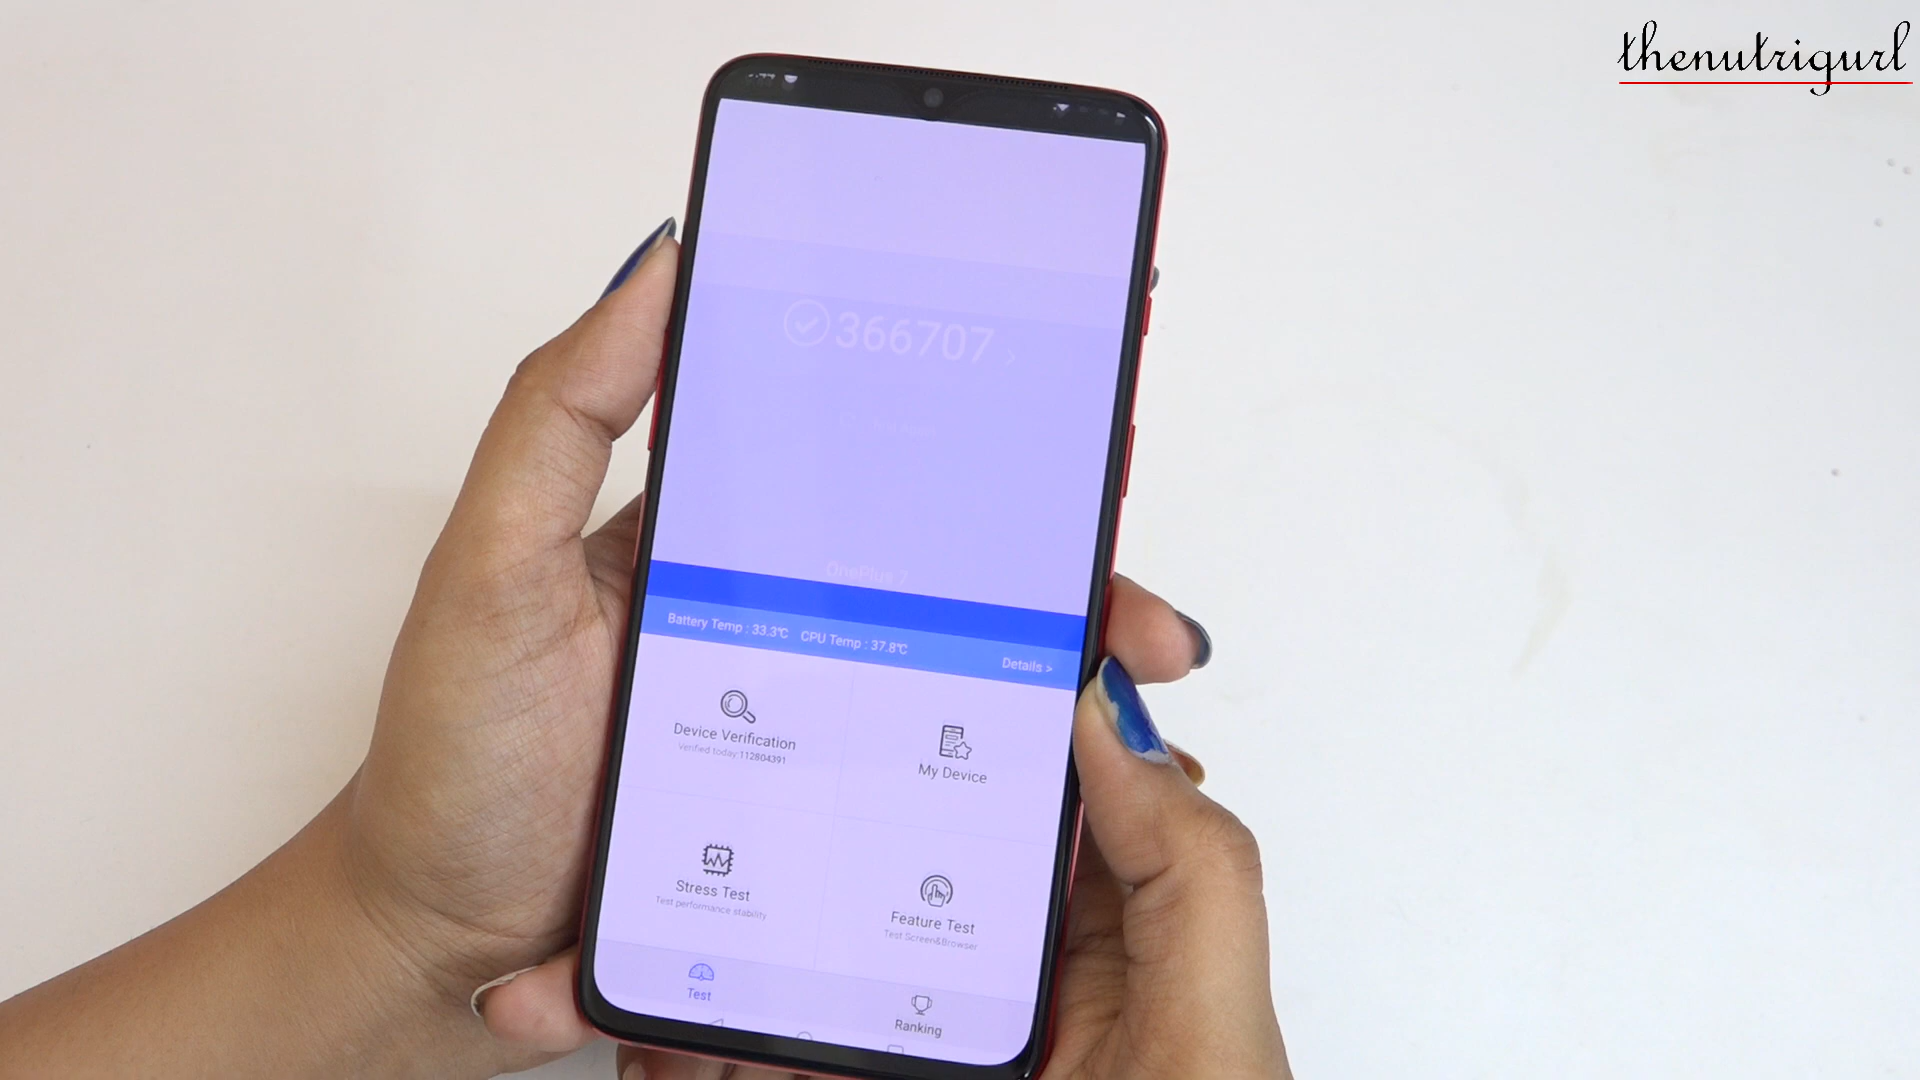 thenutrigurl
366707
OnePlus 7
Battery Temp : 33.3℃ CPU Temp : 37.8℃ Details >
Device Verification
Verified today:112804391
My Device
Stress Test
Test performance stability
Feature Test
Test Screen&Browser
Test
Ranking